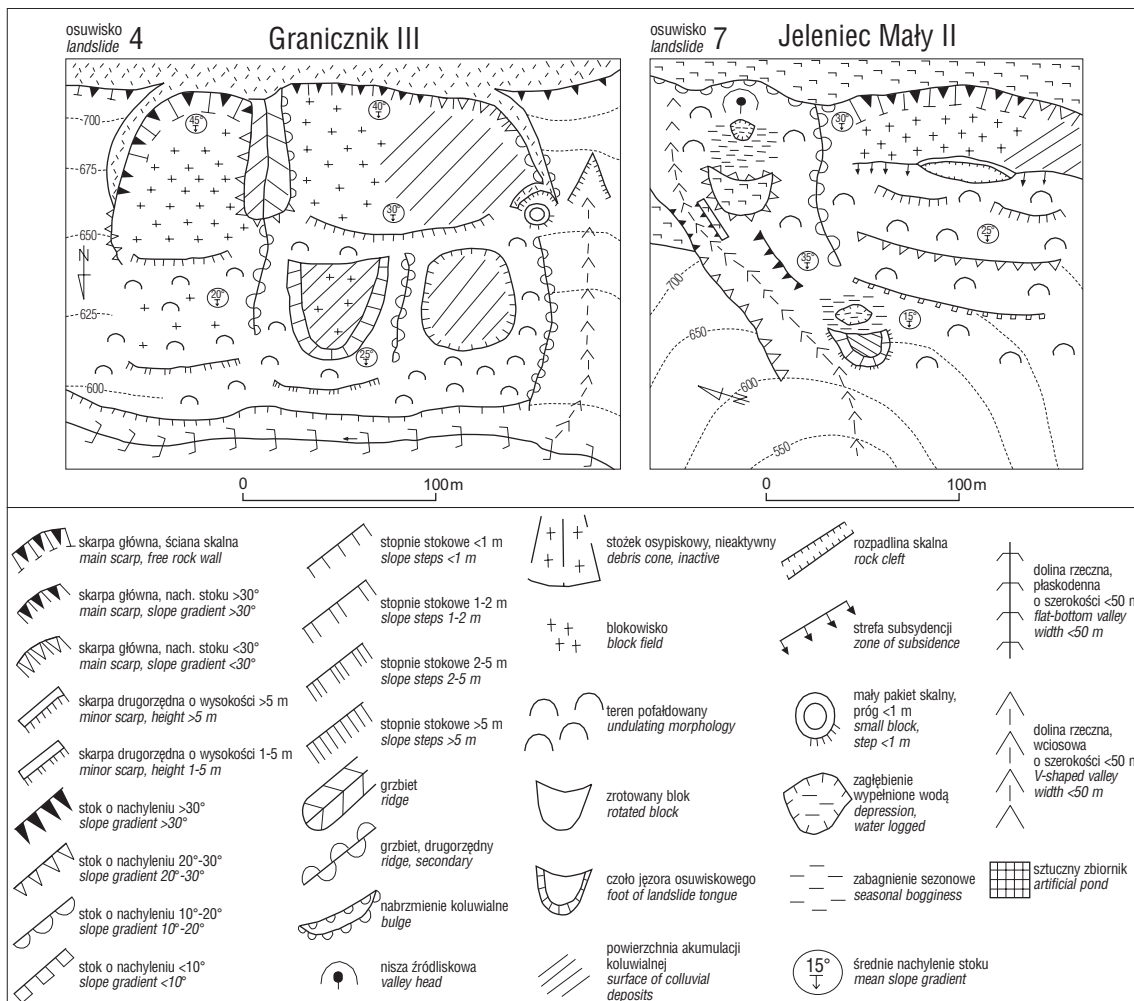 osuwisko
landslide 4
Granicznik III
osuwisko
landslide 7
Jeleniec Mały II
700
675
650
625
600
45°
40°
30°
20°
25°
N
0
100 m
30°
25°
35°
15°
700
650
600
550
N
0
100 m
skarpa główna, ściana skalna
main scarp, free rock wall
skarpa główna, nach. stoku >30°
main scarp, slope gradient >30°
skarpa główna, nach. stoku <30°
main scarp, slope gradient <30°
skarpa drugorzędna o wysokości >5 m
minor scarp, height >5 m
skarpa drugorzędna o wysokości 1-5 m
minor scarp, height 1-5 m
stok o nachyleniu >30°
slope gradient >30°
stok o nachyleniu 20°-30°
slope gradient 20°-30°
stok o nachyleniu 10°-20°
slope gradient 10°-20°
stok o nachyleniu <10°
slope gradient <10°
stopnie stokowe <1 m
slope steps <1 m
stopnie stokowe 1-2 m
slope steps 1-2 m
stopnie stokowe 2-5 m
slope steps 2-5 m
stopnie stokowe >5 m
slope steps >5 m
grzbiet
ridge
grzbiet, drugorzędny
ridge, secondary
nabrzmienie koluwialne
bulge
nisza źródliskowa
valley head
stożek osypiskowy, nieaktywny
debris cone, inactive
blokowisko
block field
teren pofałdowany
undulating morphology
zrotowany blok
rotated block
czoło jęzora osuwiskowego
foot of landslide tongue
powierzchnia akumulacji
koluwialnej
surface of colluvial
deposits
rozpadlina skalna
rock cleft
strefa subsydencji
zone of subsidence
mały pakiet skalny,
próg <1 m
small block,
step <1 m
zagłębienie
wypełnione wodą
depression,
water logged
zabagnienie sezonowe
seasonal bogginess
15°
średnie nachylenie stoku
mean slope gradient
dolina rzeczna,
płaskodenna
o szerokości <50 m
flat-bottom valley
width <50 m
dolina rzeczna,
wciosowa
o szerokości <50 m
V-shaped valley
width <50 m
sztuczny zbiornik
artificial pond